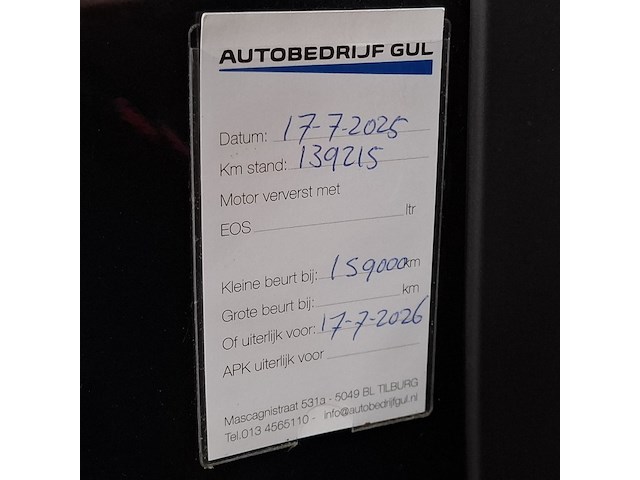 AUTOBEDRIJF GUL
Datum: 17-7-2025
Km stand: 139215
Motor ververst met
EOS ltr
Kleine beurt bij: 159000 km
Grote beurt bij: km
Of uiterlijk voor: 17-7-2026
APK uiterlijk voor
Mascagnistraat 531a - 5049 BL TILBURG
Tel.013 4565110 - info@autobedrijfgul.nl